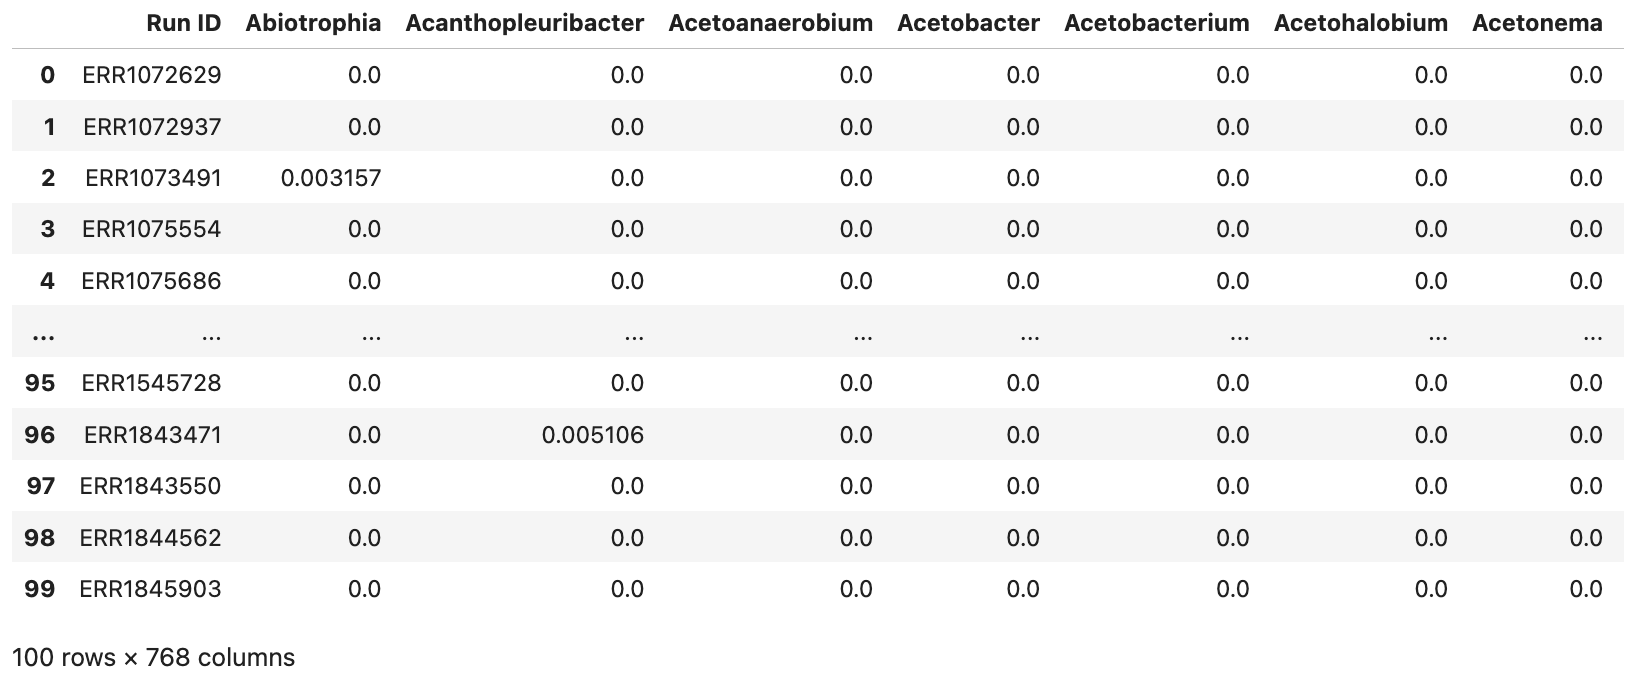 Run ID Abiotrophia Acanthopleuribacter Acetoanaerobium Acetobacter Acetobacterium Acetohalobium Acetonema
0 ERR1072629 0.0 0.0 0.0 0.0 0.0 0.0 0.0
1 ERR1072937 0.0 0.0 0.0 0.0 0.0 0.0 0.0
2 ERR1073491 0.003157 0.0 0.0 0.0 0.0 0.0 0.0
3 ERR1075554 0.0 0.0 0.0 0.0 0.0 0.0 0.0
4 ERR1075686 0.0 0.0 0.0 0.0 0.0 0.0 0.0
... ... ... ... ... ... ... ... ...
95 ERR1545728 0.0 0.0 0.0 0.0 0.0 0.0 0.0
96 ERR1843471 0.0 0.005106 0.0 0.0 0.0 0.0 0.0
97 ERR1843550 0.0 0.0 0.0 0.0 0.0 0.0 0.0
98 ERR1844562 0.0 0.0 0.0 0.0 0.0 0.0 0.0
99 ERR1845903 0.0 0.0 0.0 0.0 0.0 0.0 0.0
100 rows × 768 columns